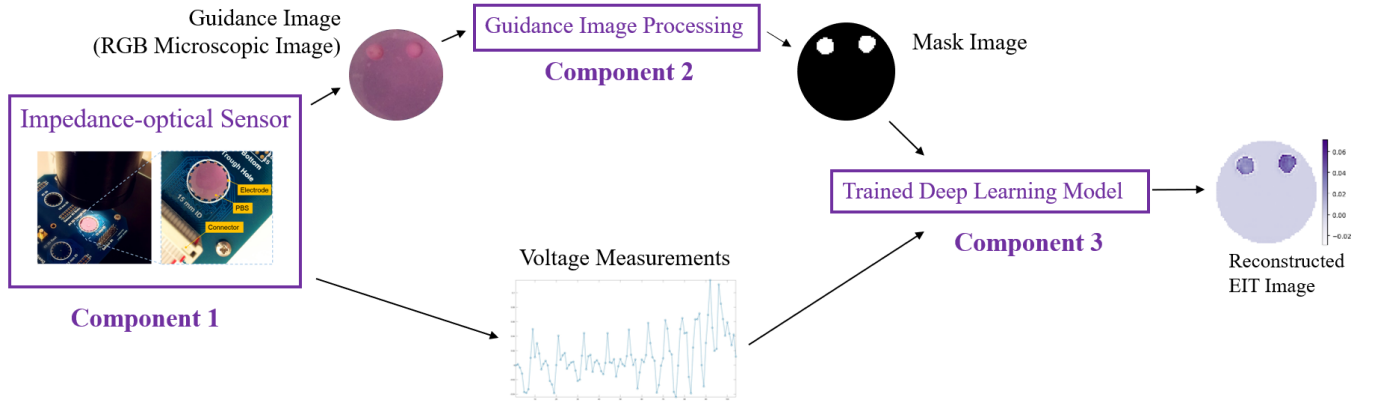 Guidance Image
(RGB Microscopic Image)
Guidance Image Processing
Component 2
Mask Image
Impedance-optical Sensor
Bottom
Trough Hole
15 mm ID
Electrode
PBS
Connector
Component 1
Voltage Measurements
Trained Deep Learning Model
Component 3
0.06
0.04
0.02
0.00
−0.02
Reconstructed
EIT Image